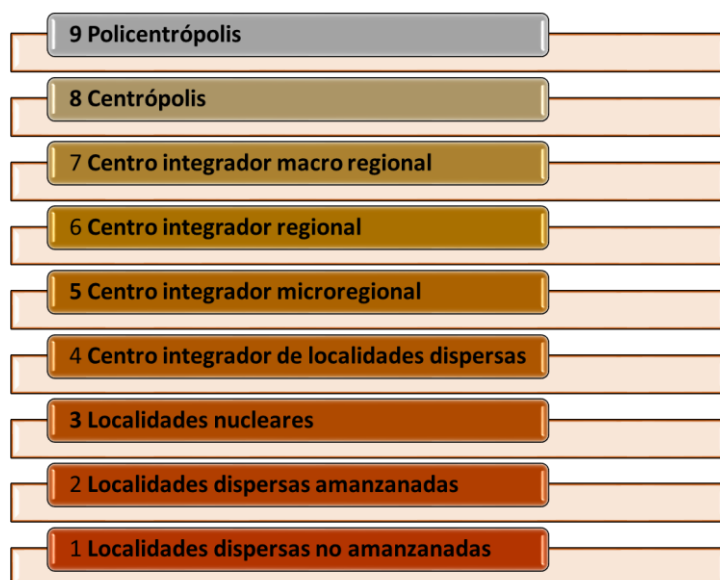 9 Policentrópolis
8 Centrópolis
7 Centro integrador macro regional
6 Centro integrador regional
5 Centro integrador microregional
4 Centro integrador de localidades dispersas
3 Localidades nucleares
2 Localidades dispersas amanzanadas
1 Localidades dispersas no amanzanadas